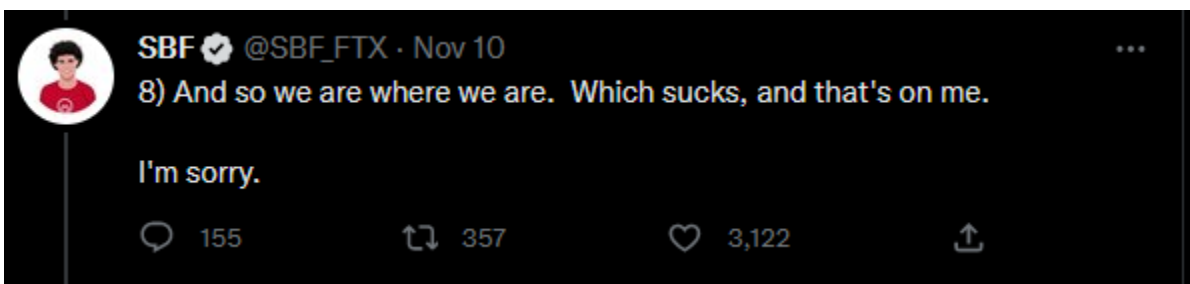 SBF @SBF_FTX · Nov 10
8) And so we are where we are.  Which sucks, and that's on me.
I'm sorry.
155 357 3,122